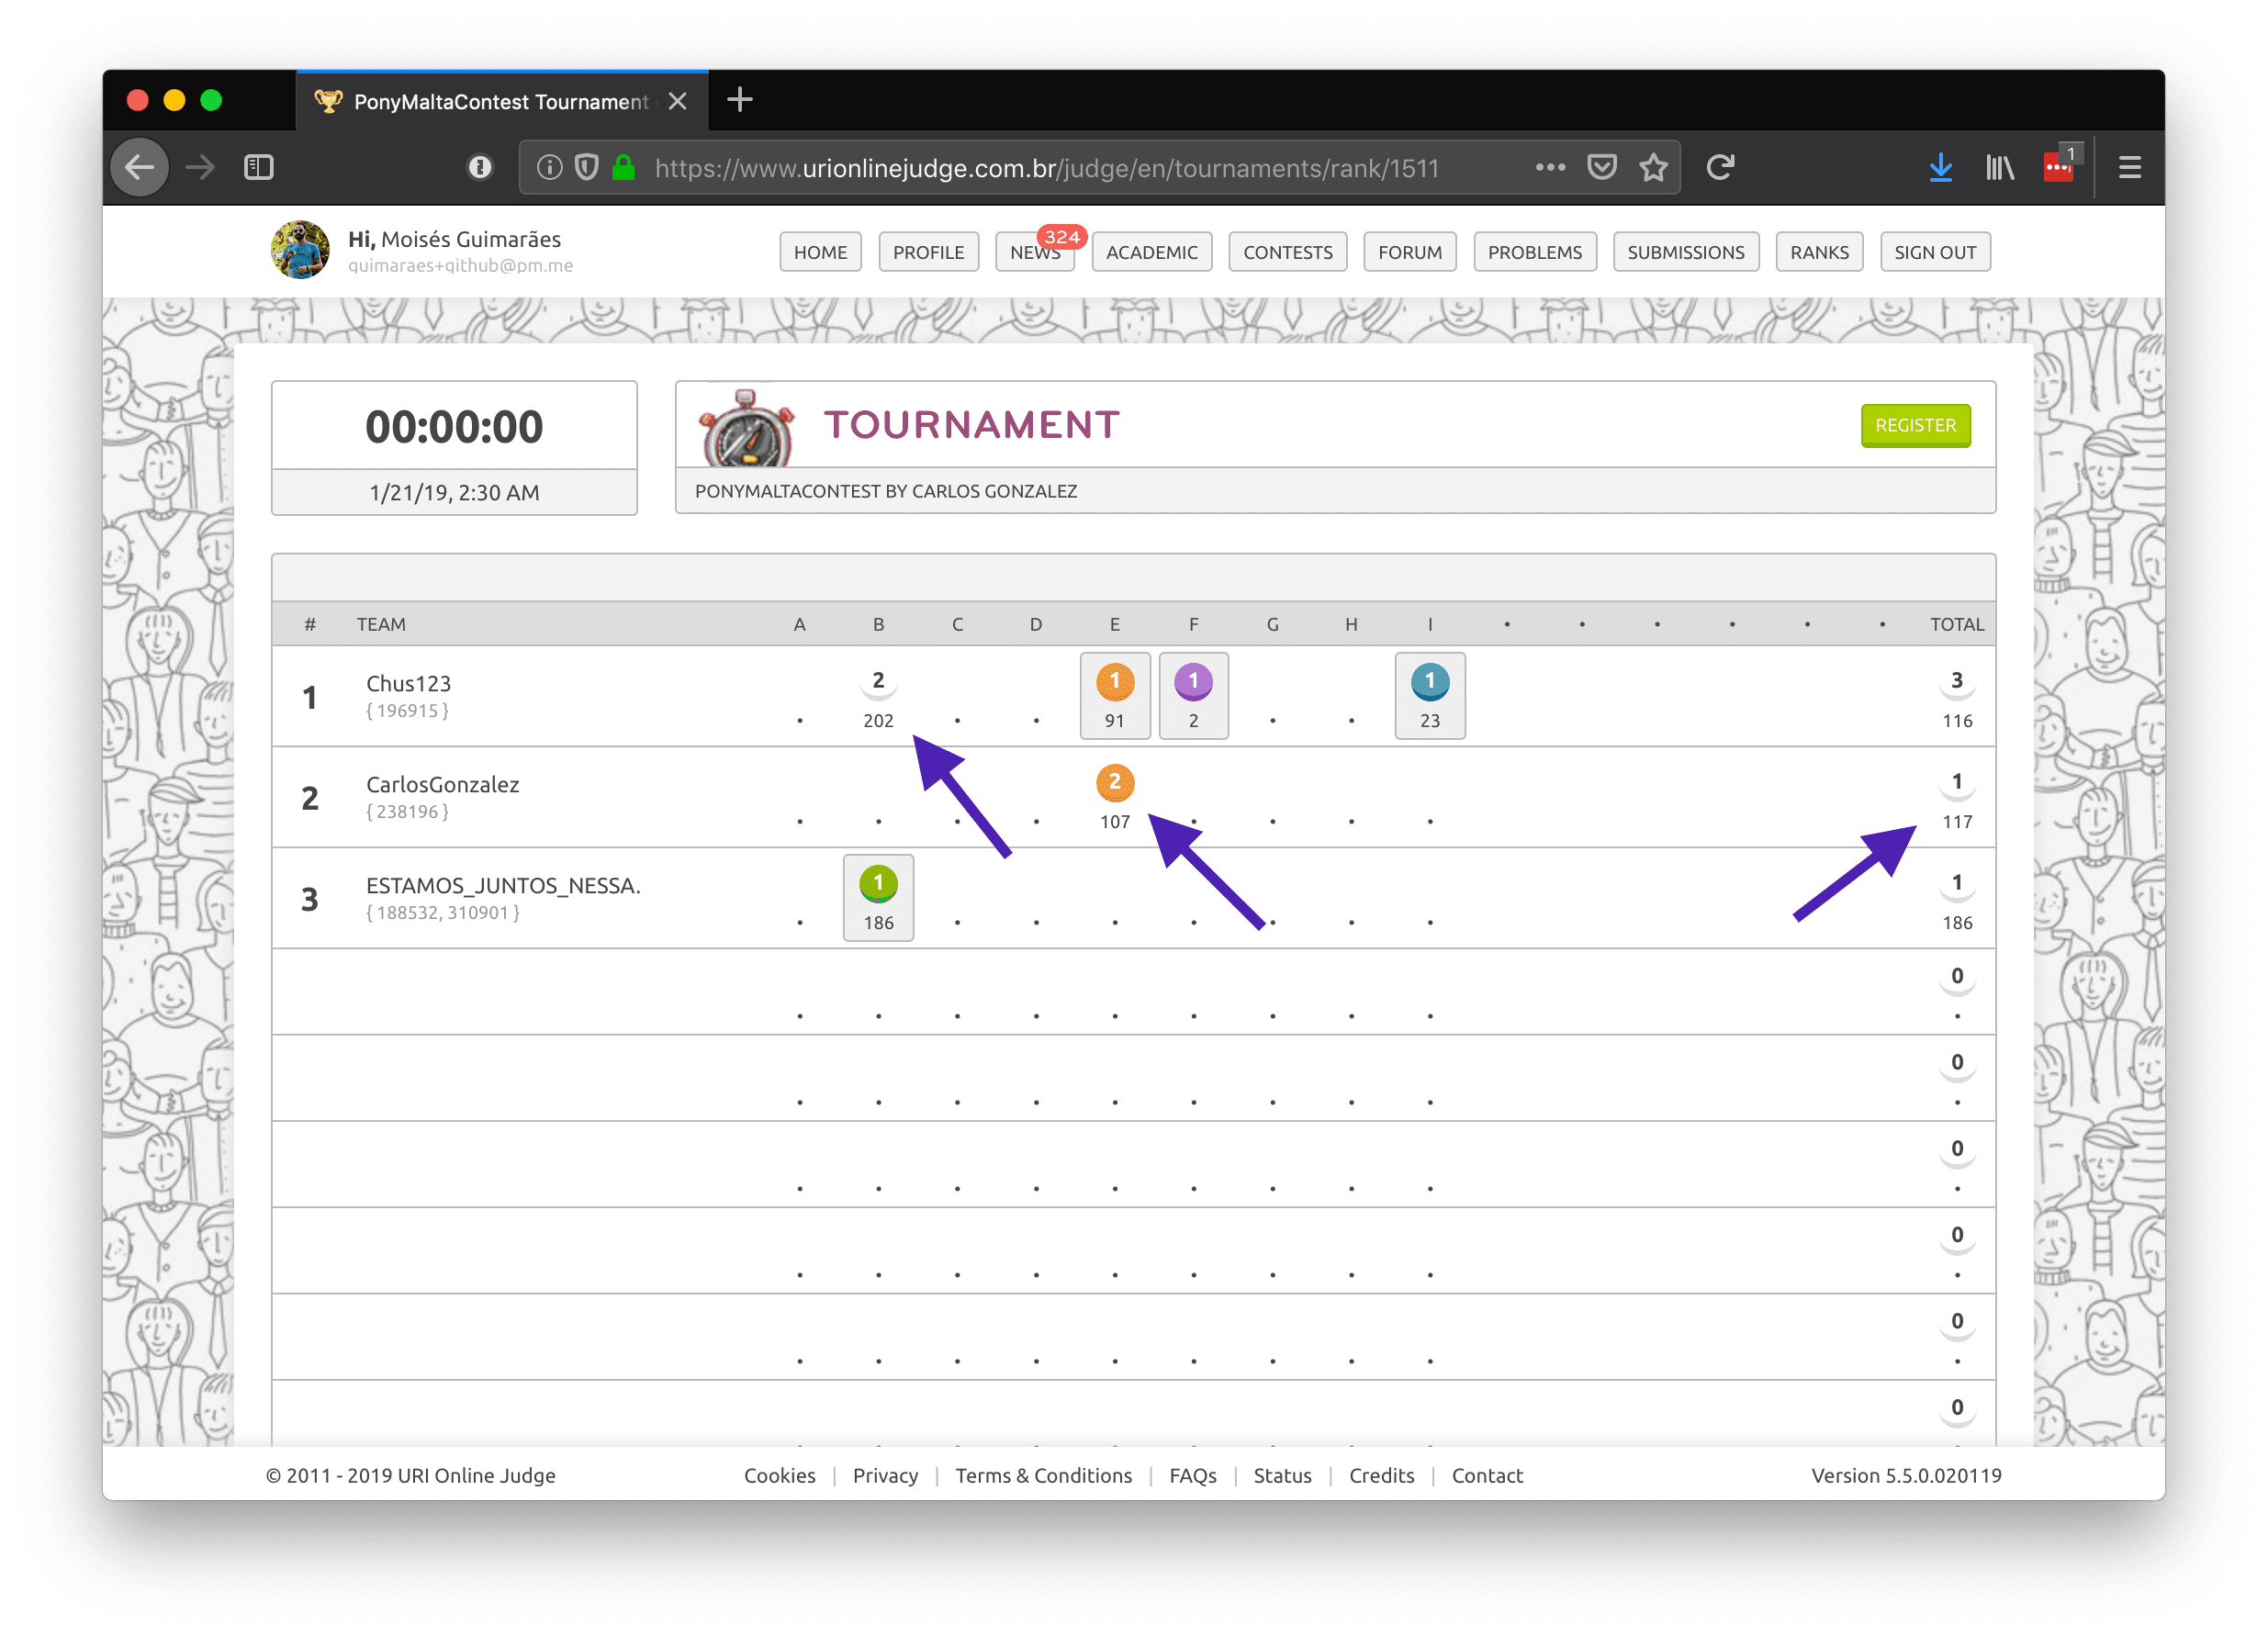 PonyMaltaContest Tournament
https://www.urionlinejudge.com.br/judge/en/tournaments/rank/1511
1
Hi, Moisés Guimarães
guimaraes+github@pm.me
HOME PROFILE NEWS 324 ACADEMIC CONTESTS FORUM PROBLEMS SUBMISSIONS RANKS SIGN OUT
00:00:00
1/21/19, 2:30 AM
TOURNAMENT
REGISTER
PONYMALTACONTEST BY CARLOS GONZALEZ
# TEAM A B C D E F G H I · · · · · · TOTAL
1 Chus123 2 1 1 1 3
{ 196915 } · 202 · · 91 2 · · 23 116
2 CarlosGonzalez 2 1
{ 238196 } · · · · 107 · · · · 117
3 ESTAMOS_JUNTOS_NESSA. 1 1
{ 188532, 310901 } · 186 · · · · · · · 186
0
· · · · · · · · · ·
0
· · · · · · · · · ·
0
· · · · · · · · · ·
0
· · · · · · · · · ·
0
· · · · · · · · · ·
0
© 2011 - 2019 URI Online Judge
Cookies | Privacy | Terms & Conditions | FAQs | Status | Credits | Contact
Version 5.5.0.020119